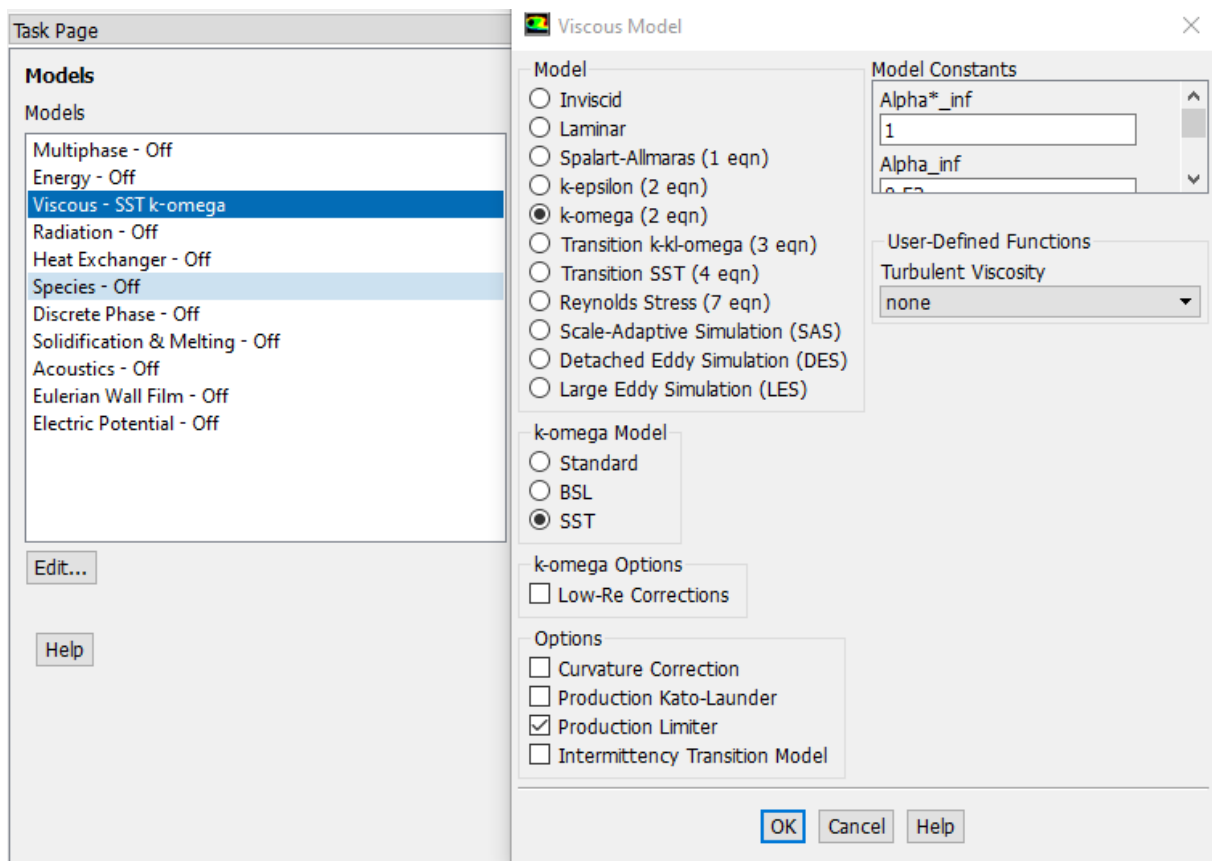 Task Page
Models
Models
Multiphase - Off
Energy - Off
Viscous - SST k-omega
Radiation - Off
Heat Exchanger - Off
Species - Off
Discrete Phase - Off
Solidification & Melting - Off
Acoustics - Off
Eulerian Wall Film - Off
Electric Potential - Off
Edit...
Help
Viscous Model
Model
Inviscid
Laminar
Spalart-Allmaras (1 eqn)
k-epsilon (2 eqn)
k-omega (2 eqn)
Transition k-kl-omega (3 eqn)
Transition SST (4 eqn)
Reynolds Stress (7 eqn)
Scale-Adaptive Simulation (SAS)
Detached Eddy Simulation (DES)
Large Eddy Simulation (LES)
k-omega Model
Standard
BSL
SST
k-omega Options
Low-Re Corrections
Options
Curvature Correction
Production Kato-Launder
Production Limiter
Intermittency Transition Model
Model Constants
Alpha*_inf
1
Alpha_inf
User-Defined Functions
Turbulent Viscosity
none
OK
Cancel
Help